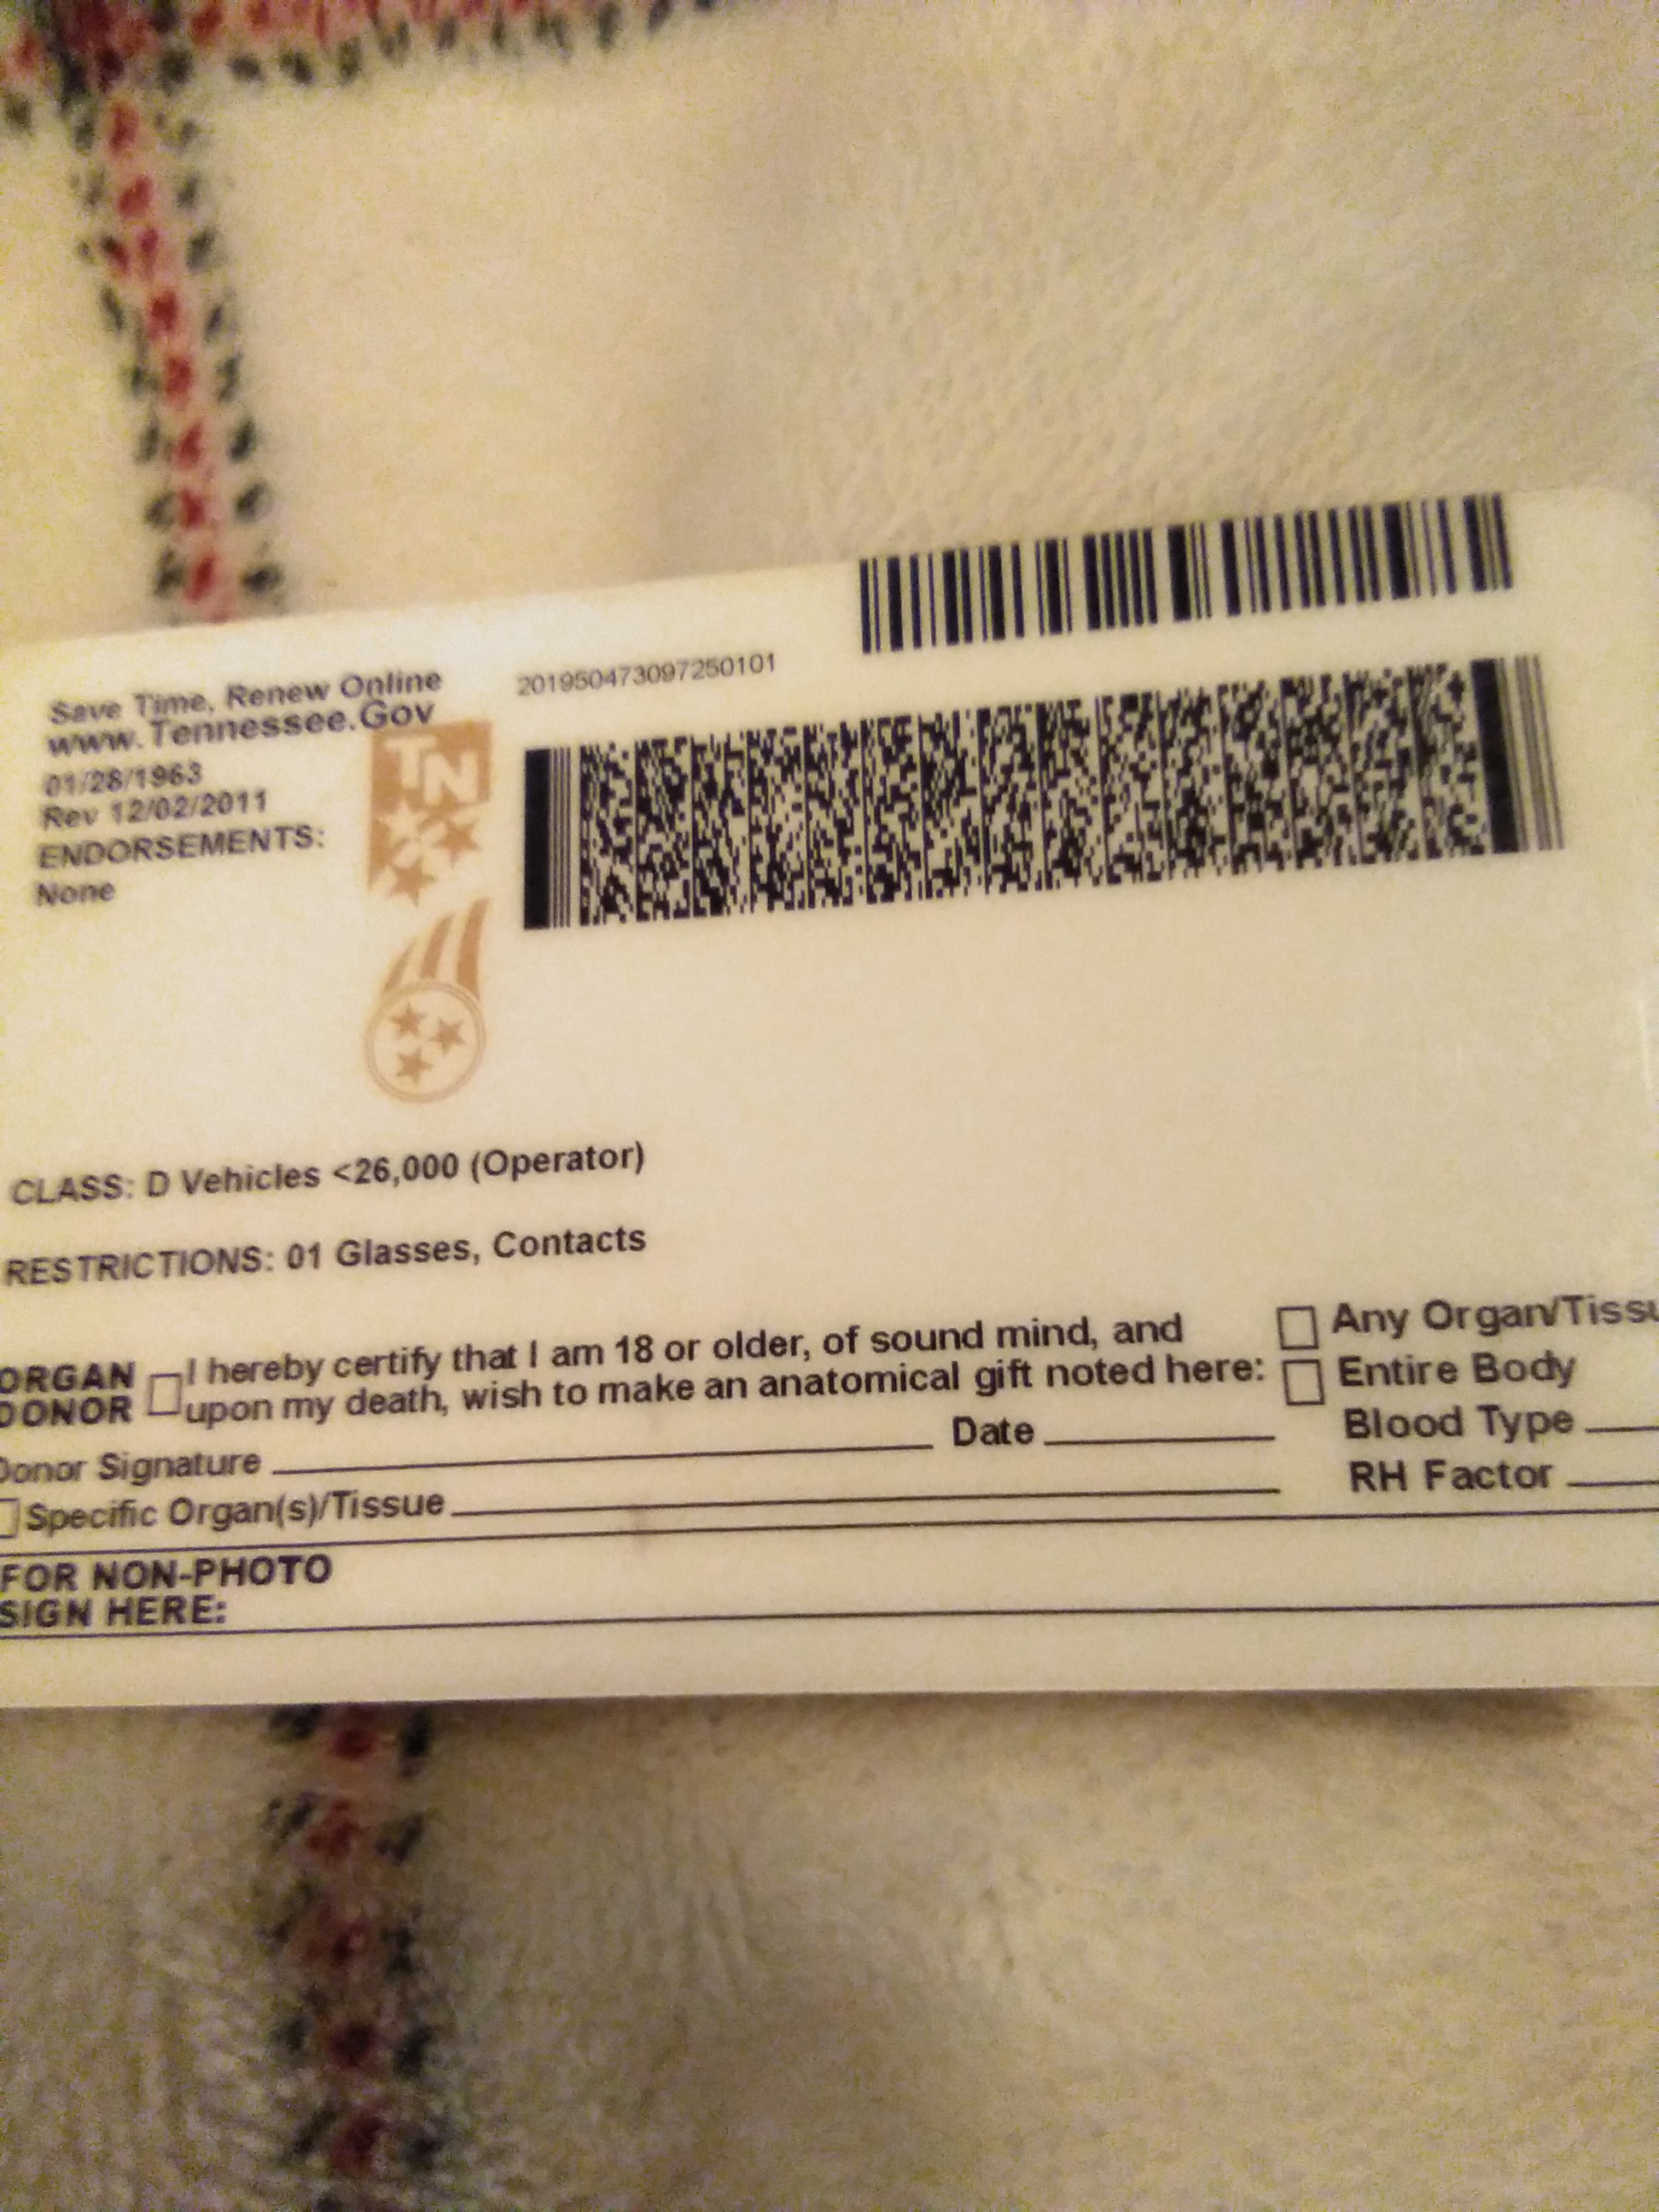 Save Time, Renew Online
www.Tennessee.Gov
201950473097250101
01/28/1963
Rev 12/02/2011
ENDORSEMENTS:
None
TN
CLASS: D Vehicles <26,000 (Operator)
RESTRICTIONS: 01 Glasses, Contacts
ORGAN DONOR
I hereby certify that I am 18 or older, of sound mind, and
upon my death, wish to make an anatomical gift noted here:
Any Organ/Tissu
Entire Body
Donor Signature Date
Blood Type
Specific Organ(s)/Tissue
RH Factor
FOR NON-PHOTO
SIGN HERE: